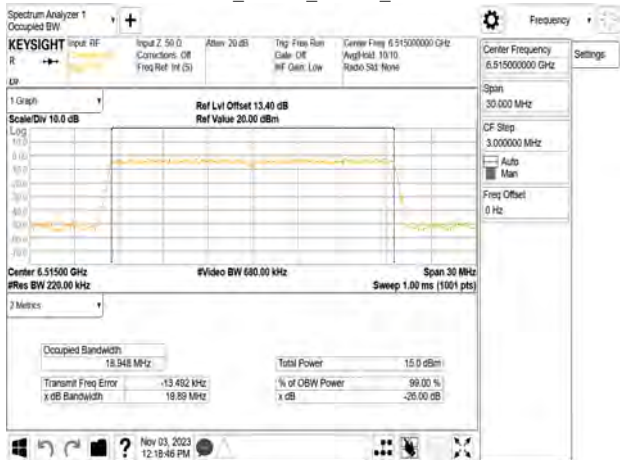 Spectrum Analyzer 1
Occupied BW
+
Frequency
KEYSIGHT
R
Input: RF
Input Z: 50 Ω
Corrections: Off
Freq Ref: Int (S)
Atten: 20 dB
Trig: Free Run
Gate: Off
#IF Gain: Low
Center Freq: 6.515000000 GHz
Avg|Hold: 10/10
Radio Std: None
Center Frequency
6.515000000 GHz
Settings
Span
30.000 MHz
CF Step
3.000000 MHz
Auto
Man
Freq Offset
0 Hz
1 Graph
Scale/Div 10.0 dB
Ref Lvl Offset 13.40 dB
Ref Value 20.00 dBm
Log
Center 6.51500 GHz
#Video BW 680.00 kHz
Span 30 MHz
#Res BW 220.00 kHz
Sweep 1.00 ms (1001 pts)
2 Metrics
Occupied Bandwidth
18.948 MHz
Total Power
15.0 dBm
Transmit Freq Error
-13.492 kHz
% of OBW Power
99.00 %
x dB Bandwidth
19.89 MHz
x dB
-26.00 dB
?
Nov 03, 2023
12:18:46 PM